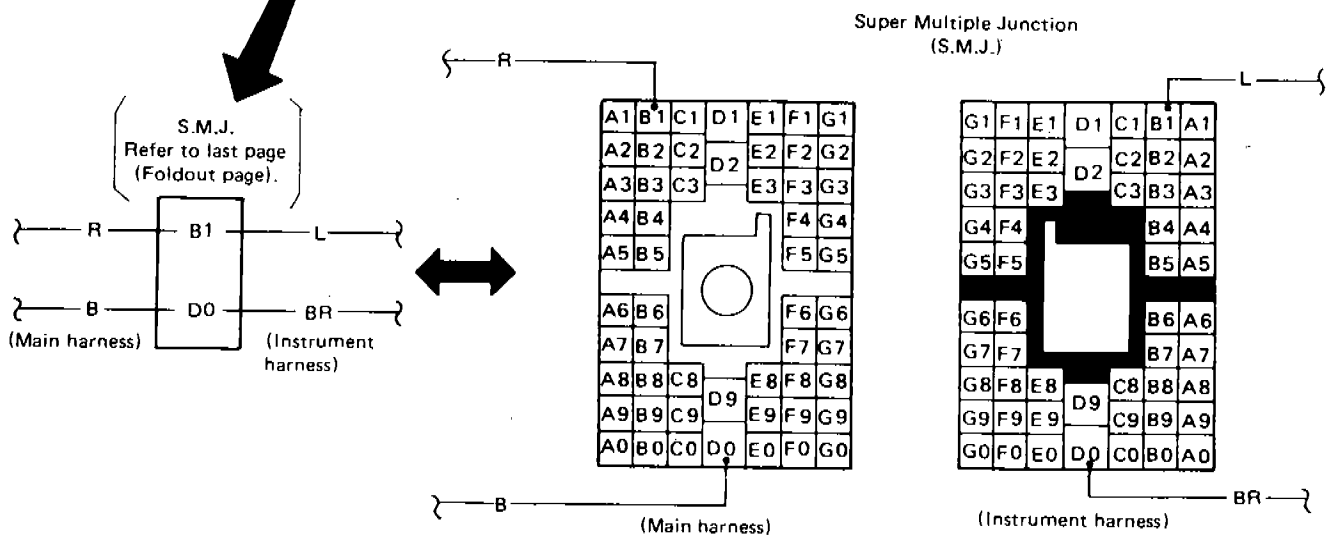 Super Multiple Junction
(S.M.J.)
S.M.J.
Refer to last page
(Foldout page).
R B1 L
B D0 BR
(Main harness) (Instrument
harness)
R
A1 B1 C1 D1 E1 F1 G1
A2 B2 C2 D2 E2 F2 G2
A3 B3 C3 E3 F3 G3
A4 B4 F4 G4
A5 B5 F5 G5
A6 B6 F6 G6
A7 B7 F7 G7
A8 B8 C8 E8 F8 G8
A9 B9 C9 D9 E9 F9 G9
A0 B0 C0 D0 E0 F0 G0
B
(Main harness)
L
G1 F1 E1 D1 C1 B1 A1
G2 F2 E2 D2 C2 B2 A2
G3 F3 E3 C3 B3 A3
G4 F4 B4 A4
G5 F5 B5 A5
G6 F6 B6 A6
G7 F7 B7 A7
G8 F8 E8 C8 B8 A8
G9 F9 E9 D9 C9 B9 A9
G0 F0 E0 D0 C0 B0 A0
BR
(Instrument harness)